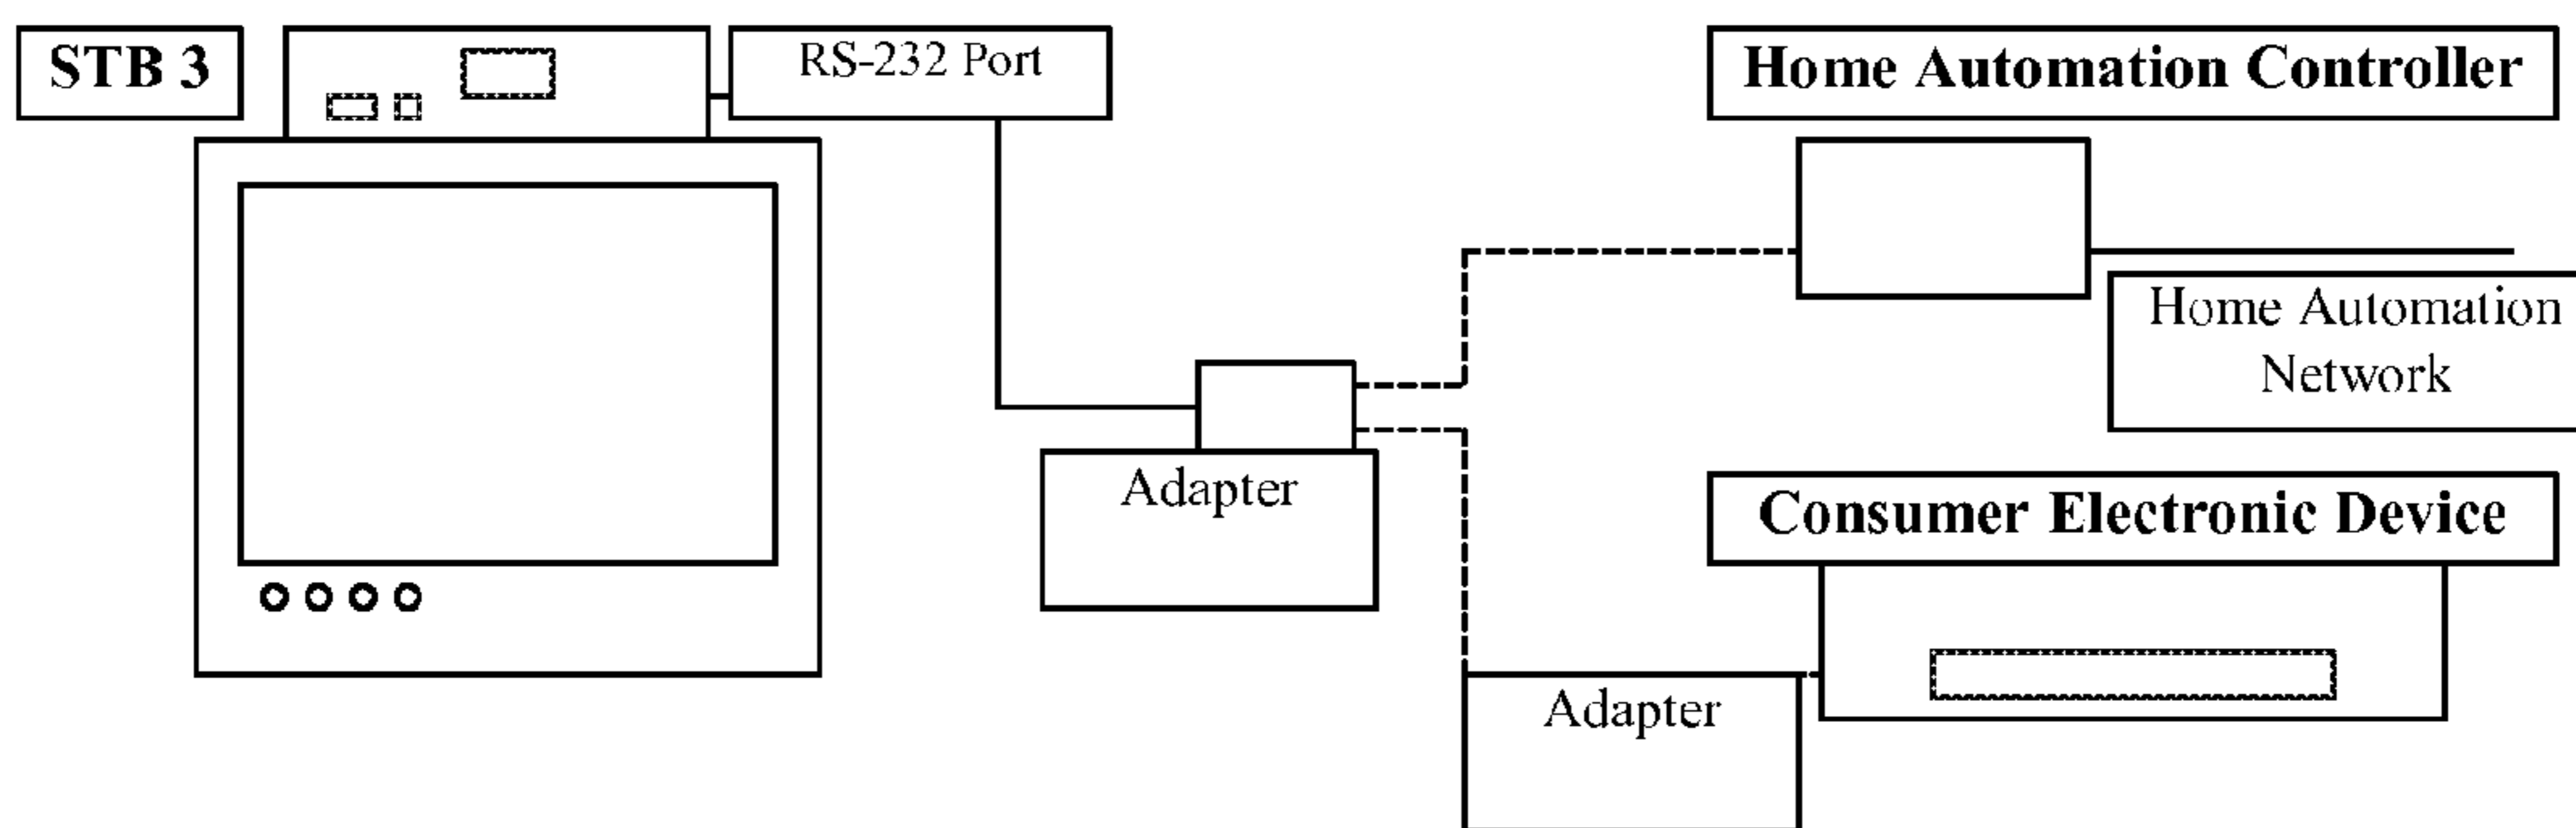 STB 3
RS-232 Port
Home Automation Controller
Home Automation
Network
Adapter
Consumer Electronic Device
Adapter